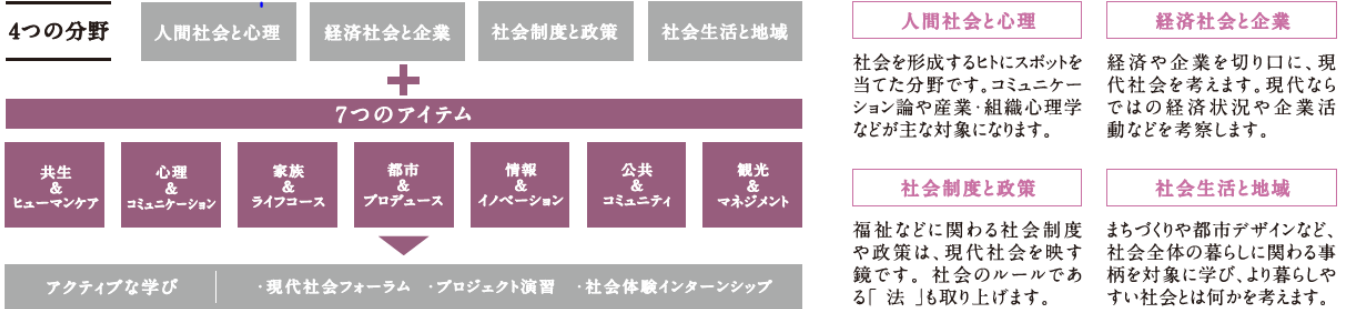 4つの分野
人間社会と心理
経済社会と企業
社会制度と政策
社会生活と地域
7つのアイテム
共生
&
ヒューマンケア
心理
&
コミュニケーション
家族
&
ライフコース
都市
&
プロデュース
情報
&
イノベーション
公共
&
コミュニティ
観光
&
マネジメント
アクティブな学び
・現代社会フォーラム ・プロジェクト演習 ・社会体験インターンシップ
人間社会と心理
社会を形成するヒトにスポットを
当てた分野です。コミュニケー
ション論や産業・組織心理学
などが主な対象になります。
経済社会と企業
経済や企業を切り口に、現
代社会を考えます。現代なら
ではの経済状況や企業活
動などを考察します。
社会制度と政策
福祉などに関わる社会制度
や政策は、現代社会を映す
鏡です。社会のルールであ
る「 法 」も取り上げます。
社会生活と地域
まちづくりや都市デザインなど、
社会全体の暮らしに関わる事
柄を対象に学び、より暮らしや
すい社会とは何かを考えます。